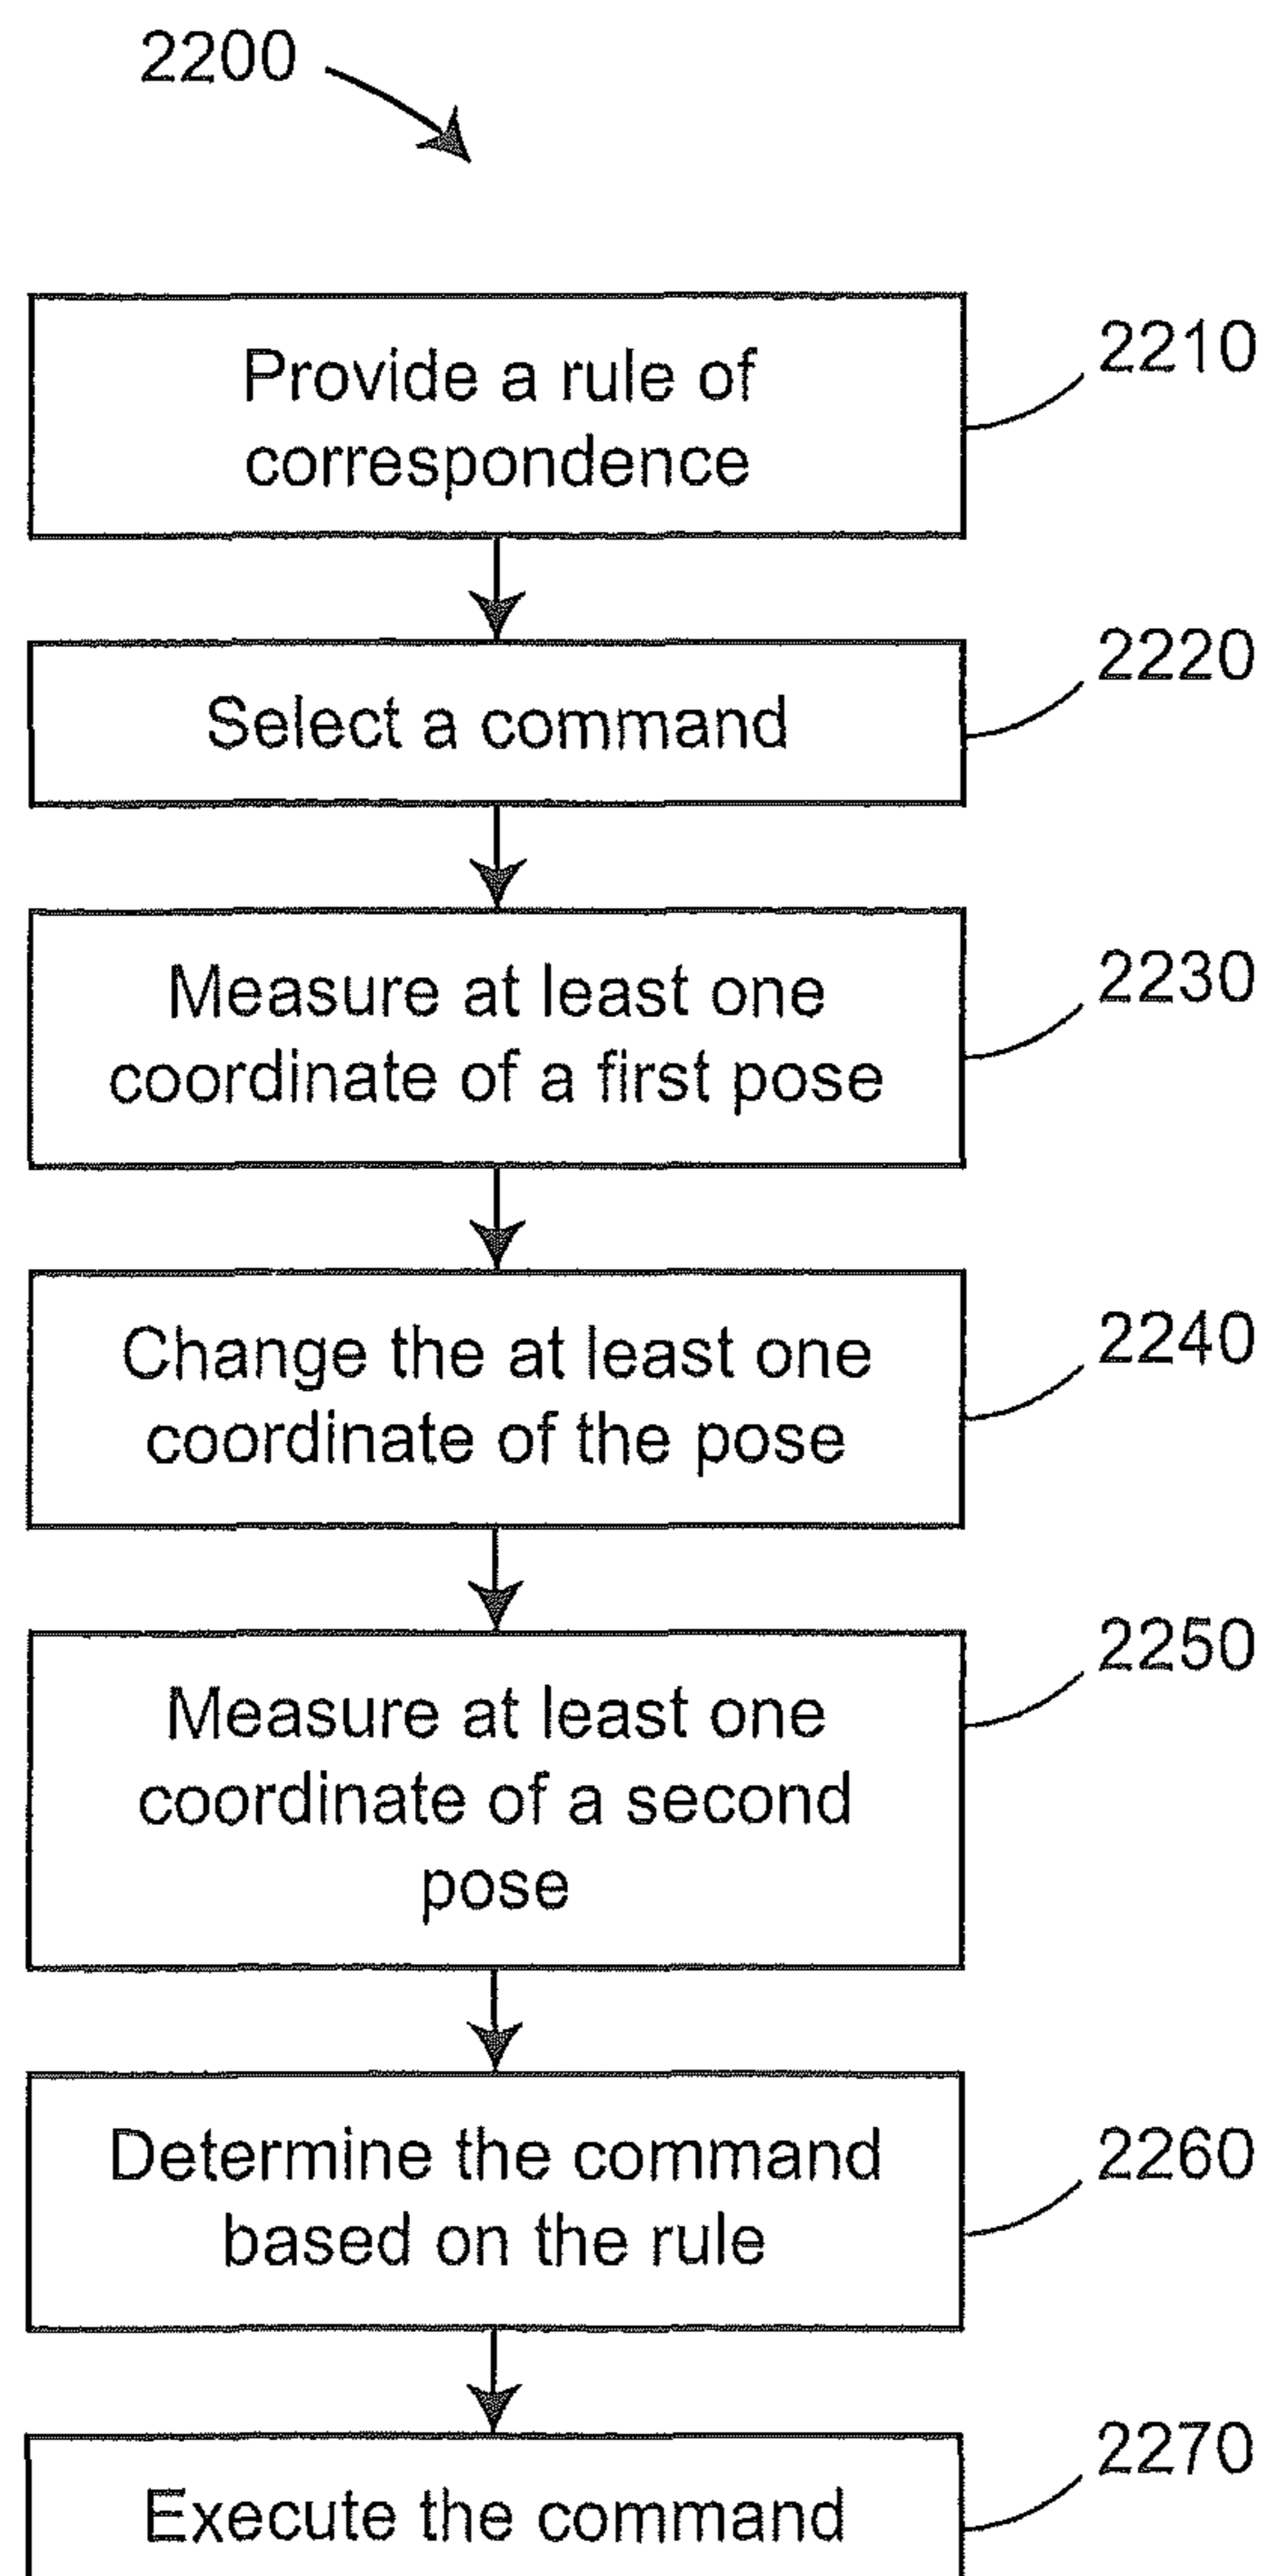 2200
Provide a rule of
correspondence
2210
Select a command
2220
Measure at least one
coordinate of a first pose
2230
Change the at least one
coordinate of the pose
2240
Measure at least one
coordinate of a second
pose
2250
Determine the command
based on the rule
2260
Execute the command
2270